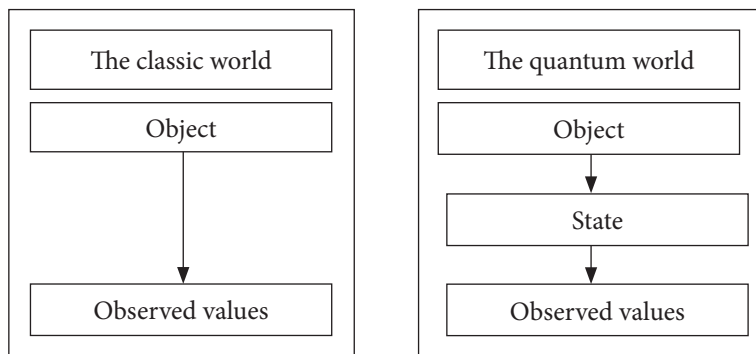 The classic world
Object
Observed values
The quantum world
Object
State
Observed values